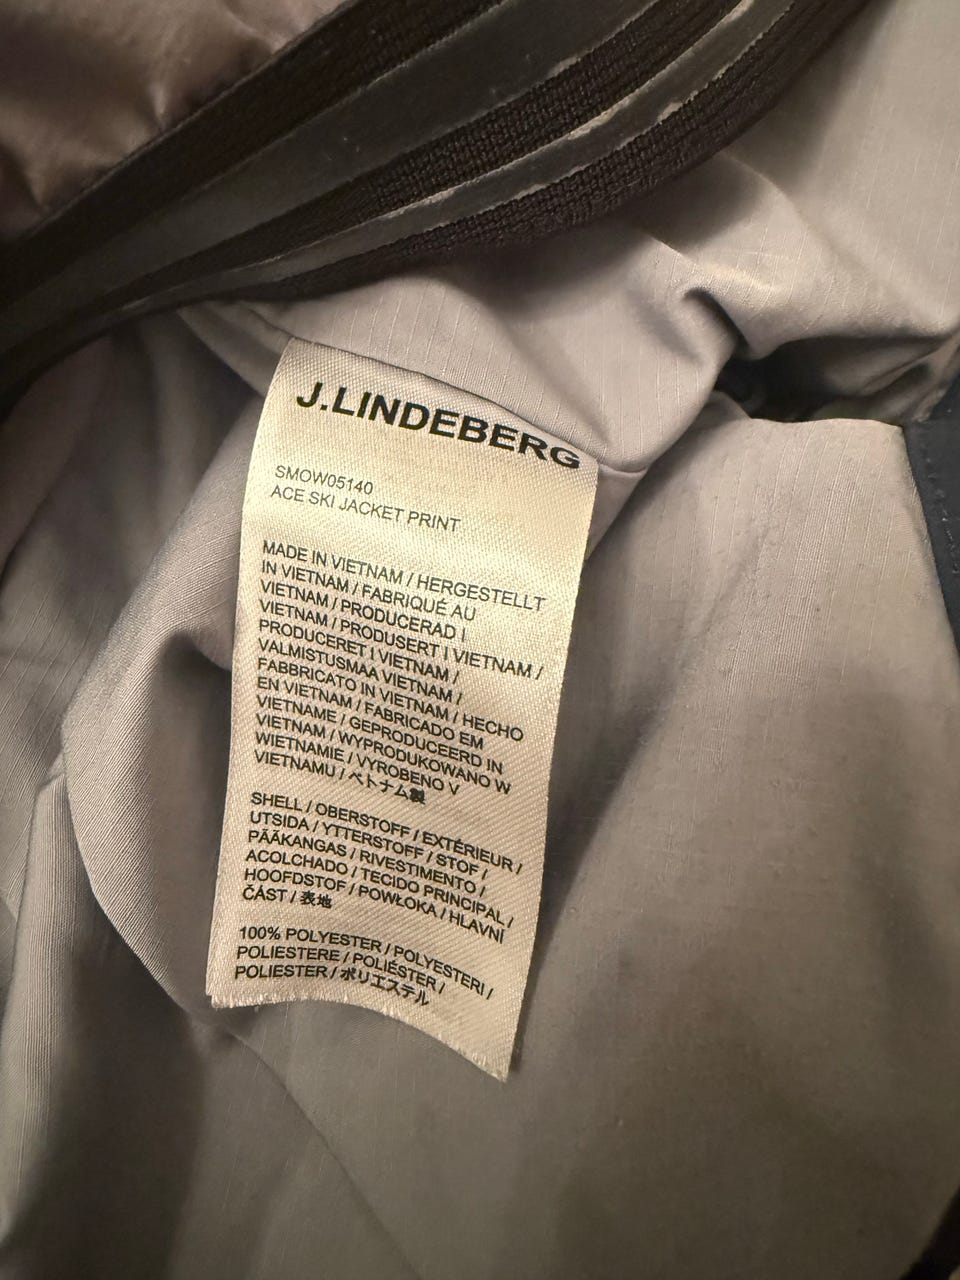 J.LINDEBERG
SMOW05140
ACE SKI JACKET PRINT
MADE IN VIETNAM / HERGESTELLT
IN VIETNAM / FABRIQUÉ AU
VIETNAM / PRODUCERAD I
VIETNAM / PRODUSERT I VIETNAM /
PRODUCERET I VIETNAM /
VALMISTUSMAA VIETNAM /
FABBRICATO IN VIETNAM / HECHO
EN VIETNAM / FABRICADO EM
VIETNAME / GEPRODUCEERD IN
VIETNAM / WYPRODUKOWANO W
WIETNAMIE / VYROBENO V
VIETNAMU / ベトナム製
SHELL / OBERSTOFF / EXTÉRIEUR /
UTSIDA / YTTERSTOFF / STOF /
PÄÄKANGAS / RIVESTIMENTO /
ACOLCHADO / TECIDO PRINCIPAL /
HOOFDSTOF / POWŁOKA / HLAVNÍ
ČÁST / 表地
100% POLYESTER / POLYESTERI /
POLIESTERE / POLIÉSTER /
POLIESTER / ポリエステル